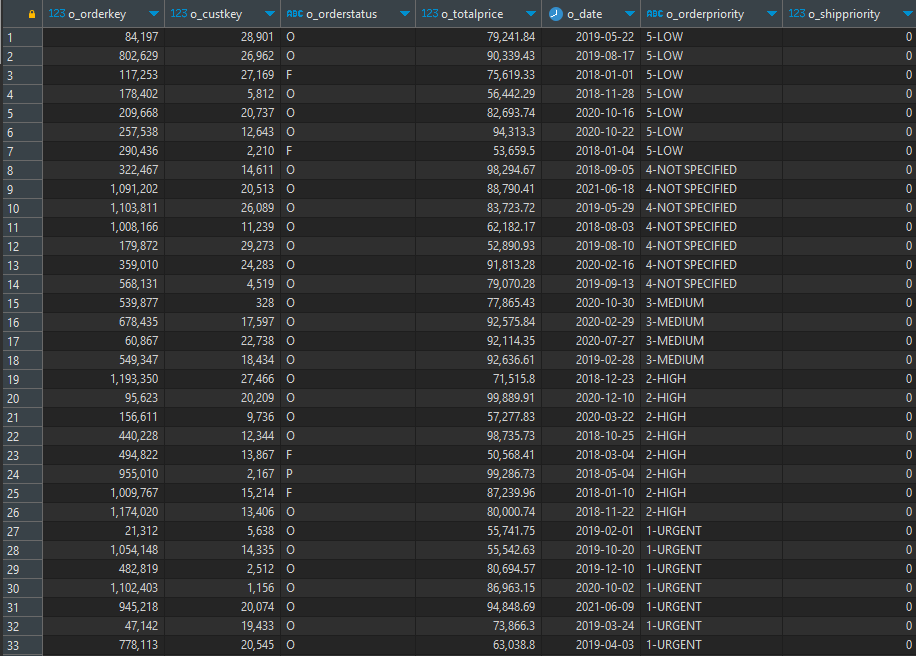 123 o_orderkey 123 o_custkey ABC o_orderstatus 123 o_totalprice o_date ABC o_orderpriority 123 o_shippriority
1 84,197 28,901 O 79,241.84 2019-05-22 5-LOW 0
2 802,629 26,962 O 90,339.43 2019-08-17 5-LOW 0
3 117,253 27,169 F 75,619.33 2018-01-01 5-LOW 0
4 178,402 5,812 O 56,442.29 2018-11-28 5-LOW 0
5 209,668 20,737 O 82,693.74 2020-10-16 5-LOW 0
6 257,538 12,643 O 94,313.3 2020-10-22 5-LOW 0
7 290,436 2,210 F 53,659.5 2018-01-04 5-LOW 0
8 322,467 14,611 O 98,294.67 2018-09-05 4-NOT SPECIFIED 0
9 1,091,202 20,513 O 88,790.41 2021-06-18 4-NOT SPECIFIED 0
10 1,103,811 26,089 O 83,723.72 2019-05-29 4-NOT SPECIFIED 0
11 1,008,166 11,239 O 62,182.17 2018-08-03 4-NOT SPECIFIED 0
12 179,872 29,273 O 52,890.93 2019-08-10 4-NOT SPECIFIED 0
13 359,010 24,283 O 91,813.28 2020-02-16 4-NOT SPECIFIED 0
14 568,131 4,519 O 79,070.28 2019-09-13 4-NOT SPECIFIED 0
15 539,877 328 O 77,865.43 2020-10-30 3-MEDIUM 0
16 678,435 17,597 O 92,575.84 2020-02-29 3-MEDIUM 0
17 60,867 22,738 O 92,114.35 2020-07-27 3-MEDIUM 0
18 549,347 18,434 O 92,636.61 2019-02-28 3-MEDIUM 0
19 1,193,350 27,466 O 71,515.8 2018-12-23 2-HIGH 0
20 95,623 20,209 O 99,889.91 2020-12-10 2-HIGH 0
21 156,611 9,736 O 57,277.83 2020-03-22 2-HIGH 0
22 440,228 12,344 O 98,735.73 2018-10-25 2-HIGH 0
23 494,822 13,867 F 50,568.41 2018-03-04 2-HIGH 0
24 955,010 2,167 P 99,286.73 2018-05-04 2-HIGH 0
25 1,009,767 15,214 F 87,239.96 2018-01-10 2-HIGH 0
26 1,174,020 13,406 O 80,000.74 2018-11-22 2-HIGH 0
27 21,312 5,638 O 55,741.75 2019-02-01 1-URGENT 0
28 1,054,148 14,335 O 55,542.63 2019-10-20 1-URGENT 0
29 482,819 2,512 O 80,694.57 2019-12-10 1-URGENT 0
30 1,102,403 1,156 O 86,963.15 2020-10-02 1-URGENT 0
31 945,218 20,074 O 94,848.69 2021-06-09 1-URGENT 0
32 47,142 19,433 O 73,866.3 2019-03-24 1-URGENT 0
33 778,113 20,545 O 63,038.8 2019-04-03 1-URGENT 0